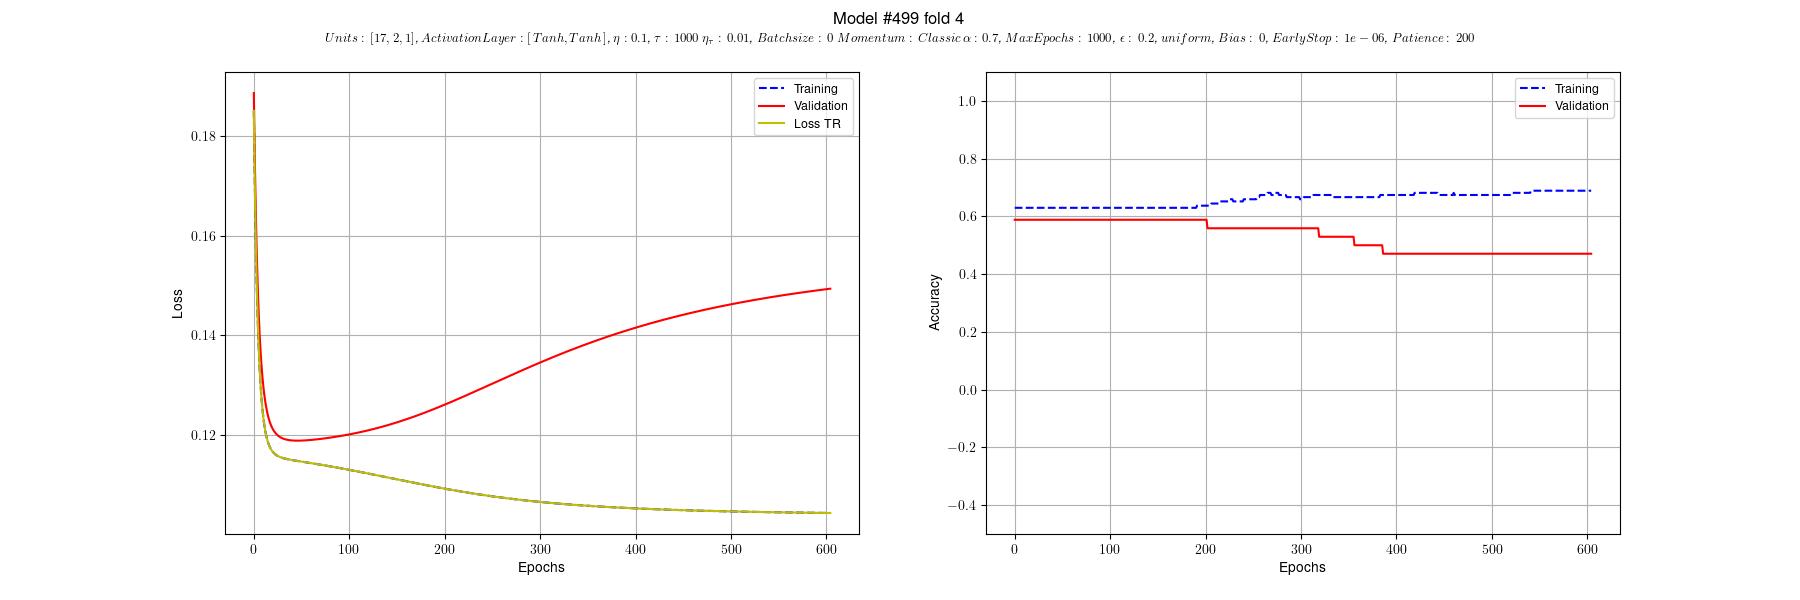 Model #499 fold 4
Units : [17, 2, 1], ActivationLayer : [Tanh, Tanh], η : 0.1, τ : 1000 ητ : 0.01, Batchsize : 0 Momentum : Classic α : 0.7, MaxEpochs : 1000, ϵ : 0.2, uniform, Bias : 0, EarlyStop : 1e − 06, Patience : 200
Training
Validation
Loss TR
0.18
0.16
0.14
0.12
Loss
0 100 200 300 400 500 600
Epochs
Training
Validation
1.0
0.8
0.6
0.4
0.2
0.0
−0.2
−0.4
Accuracy
0 100 200 300 400 500 600
Epochs